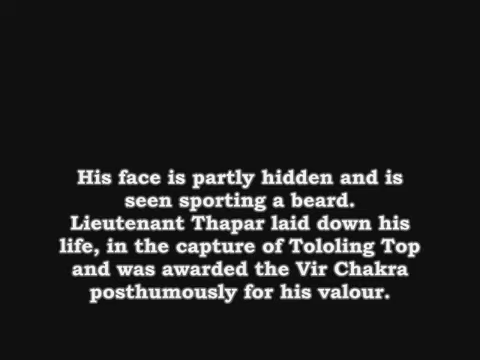 His face is partly hidden and is
seen sporting a beard.
Lieutenant Thapar laid down his
life, in the capture of Tololing Top
and was awarded the Vir Chakra
posthumously for his valour.